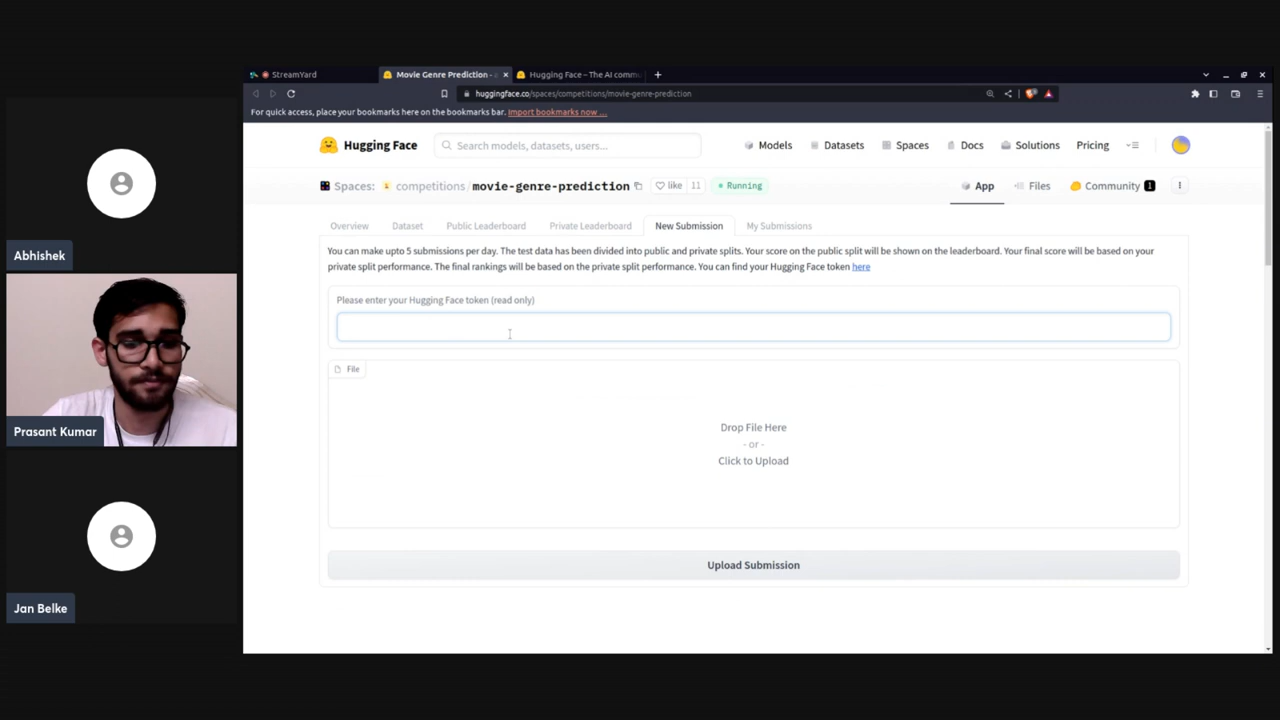 StreamYard
Movie Genre Prediction - a
Hugging Face – The AI comm
huggingface.co/spaces/competitions/movie-genre-prediction
For quick access, place your bookmarks here on the bookmarks bar. Import bookmarks now ...
Hugging Face
Search models, datasets, users...
Models
Datasets
Spaces
Docs
Solutions
Pricing
Spaces:
competitions/movie-genre-prediction
like 11
Running
App
Files
Community 1
Overview
Dataset
Public Leaderboard
Private Leaderboard
New Submission
My Submissions
You can make upto 5 submissions per day. The test data has been divided into public and private splits. Your score on the public split will be shown on the leaderboard. Your final score will be based on your
private split performance. The final rankings will be based on the private split performance. You can find your Hugging Face token here
Please enter your Hugging Face token (read only)
File
Drop File Here
- or -
Click to Upload
Upload Submission
Abhishek
Prasant Kumar
Jan Belke